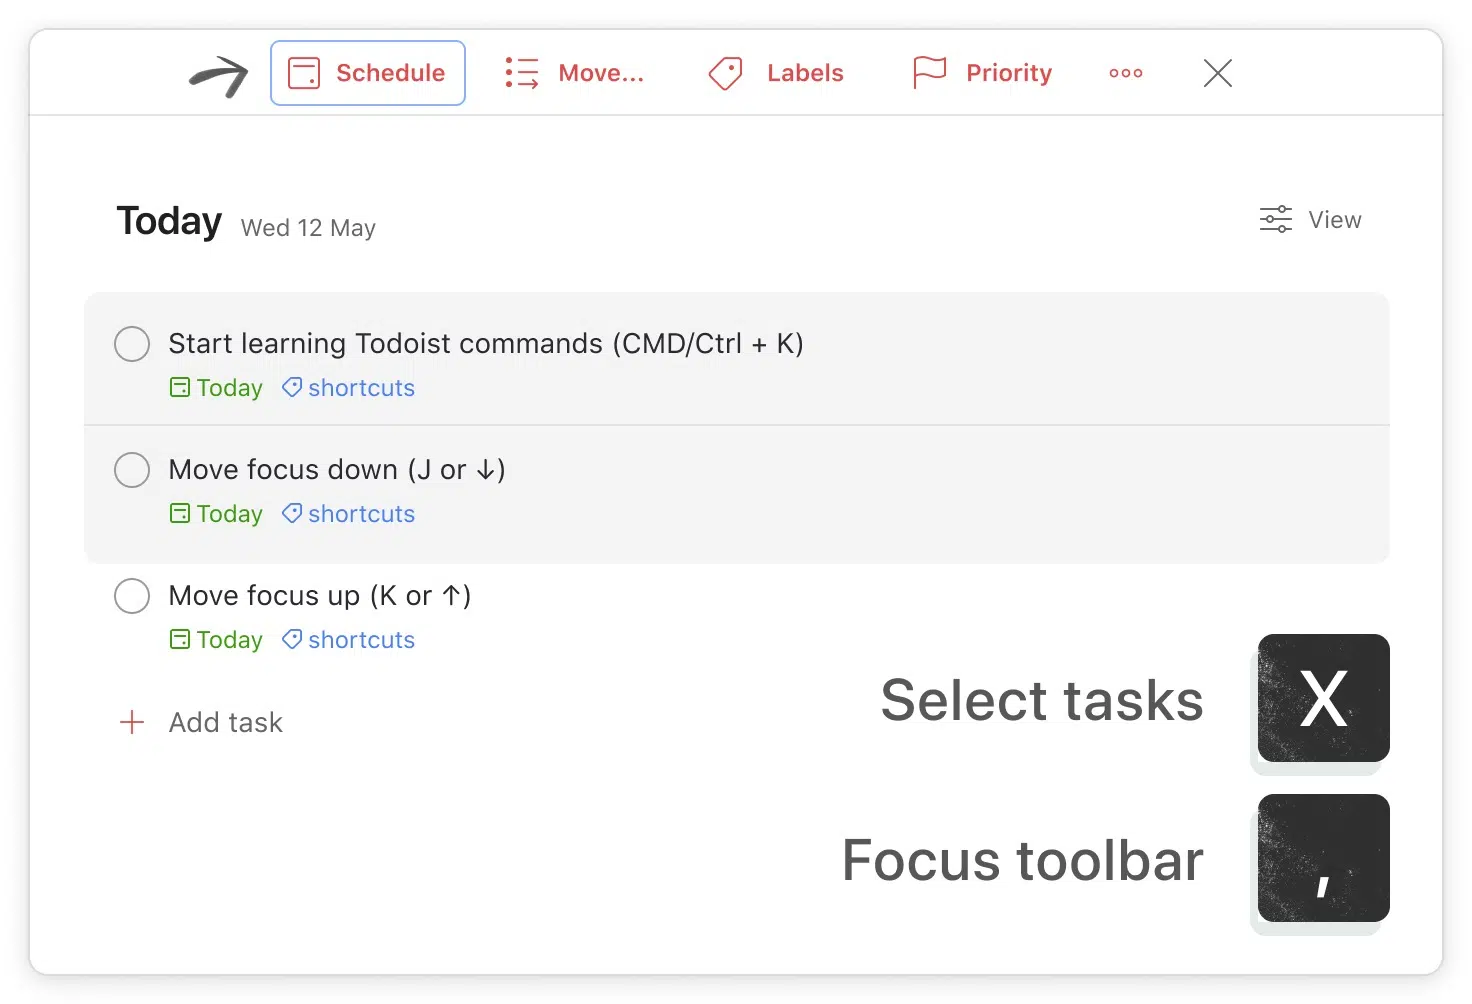 Schedule Move... Labels Priority
Today Wed 12 May View
Start learning Todoist commands (CMD/Ctrl + K)
Today shortcuts
Move focus down (J or ↓)
Today shortcuts
Move focus up (K or ↑)
Today shortcuts
Add task
Select tasks X
Focus toolbar ,